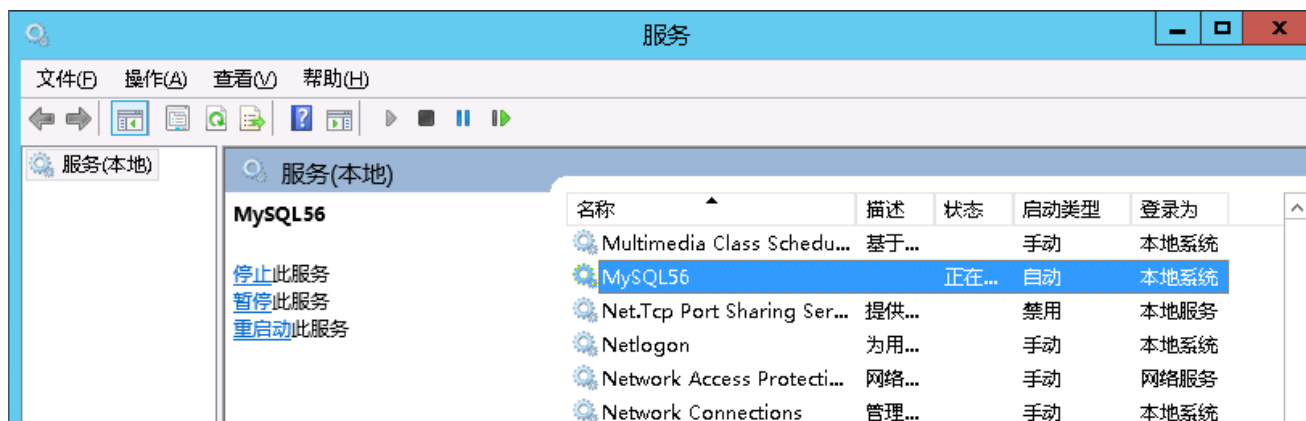 服务
文件(F) 操作(A) 查看(V) 帮助(H)
服务(本地)
服务(本地)
MySQL56
停止此服务
暂停此服务
重启动此服务
名称 描述 状态 启动类型 登录为
Multimedia Class Schedu... 基于... 手动 本地系统
MySQL56 正在... 自动 本地系统
Net.Tcp Port Sharing Ser... 提供... 禁用 本地服务
Netlogon 为用... 手动 本地系统
Network Access Protecti... 网络... 手动 网络服务
Network Connections 管理... 手动 本地系统